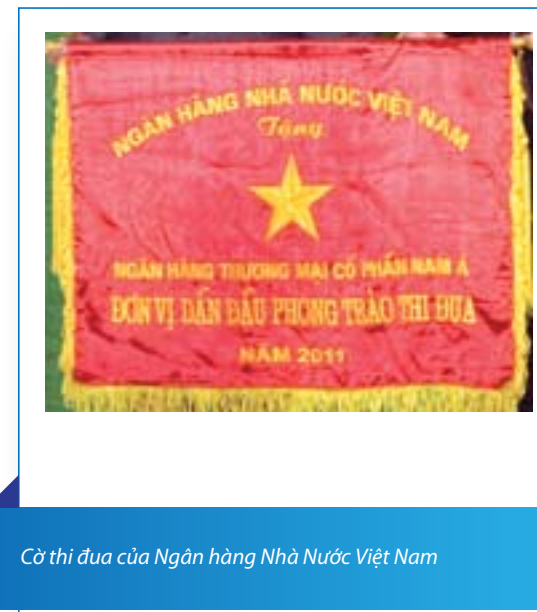 NGÂN HÀNG NHÀ NƯỚC VIỆT NAM
Tặng
NGÂN HÀNG THƯƠNG MẠI CỔ PHẦN NAM Á
ĐƠN VỊ DẪN ĐẦU PHONG TRÀO THI ĐUA
NĂM 2011
Cờ thi đua của Ngân hàng Nhà Nước Việt Nam